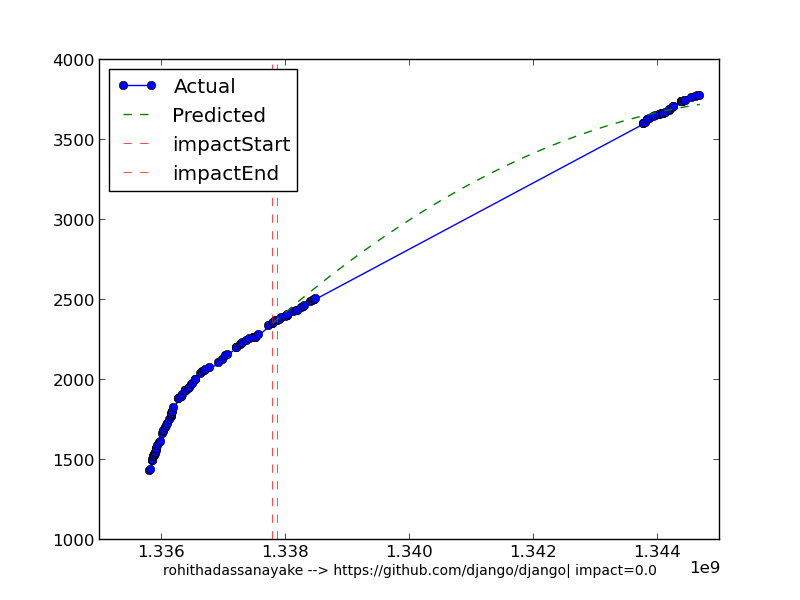 4000
3500
3000
2500
2000
1500
1000
Actual
Predicted
impactStart
impactEnd
1.336 1.338 1.340 1.342 1.344
1e9
rohithadassanayake --> https://github.com/django/django| impact=0.0